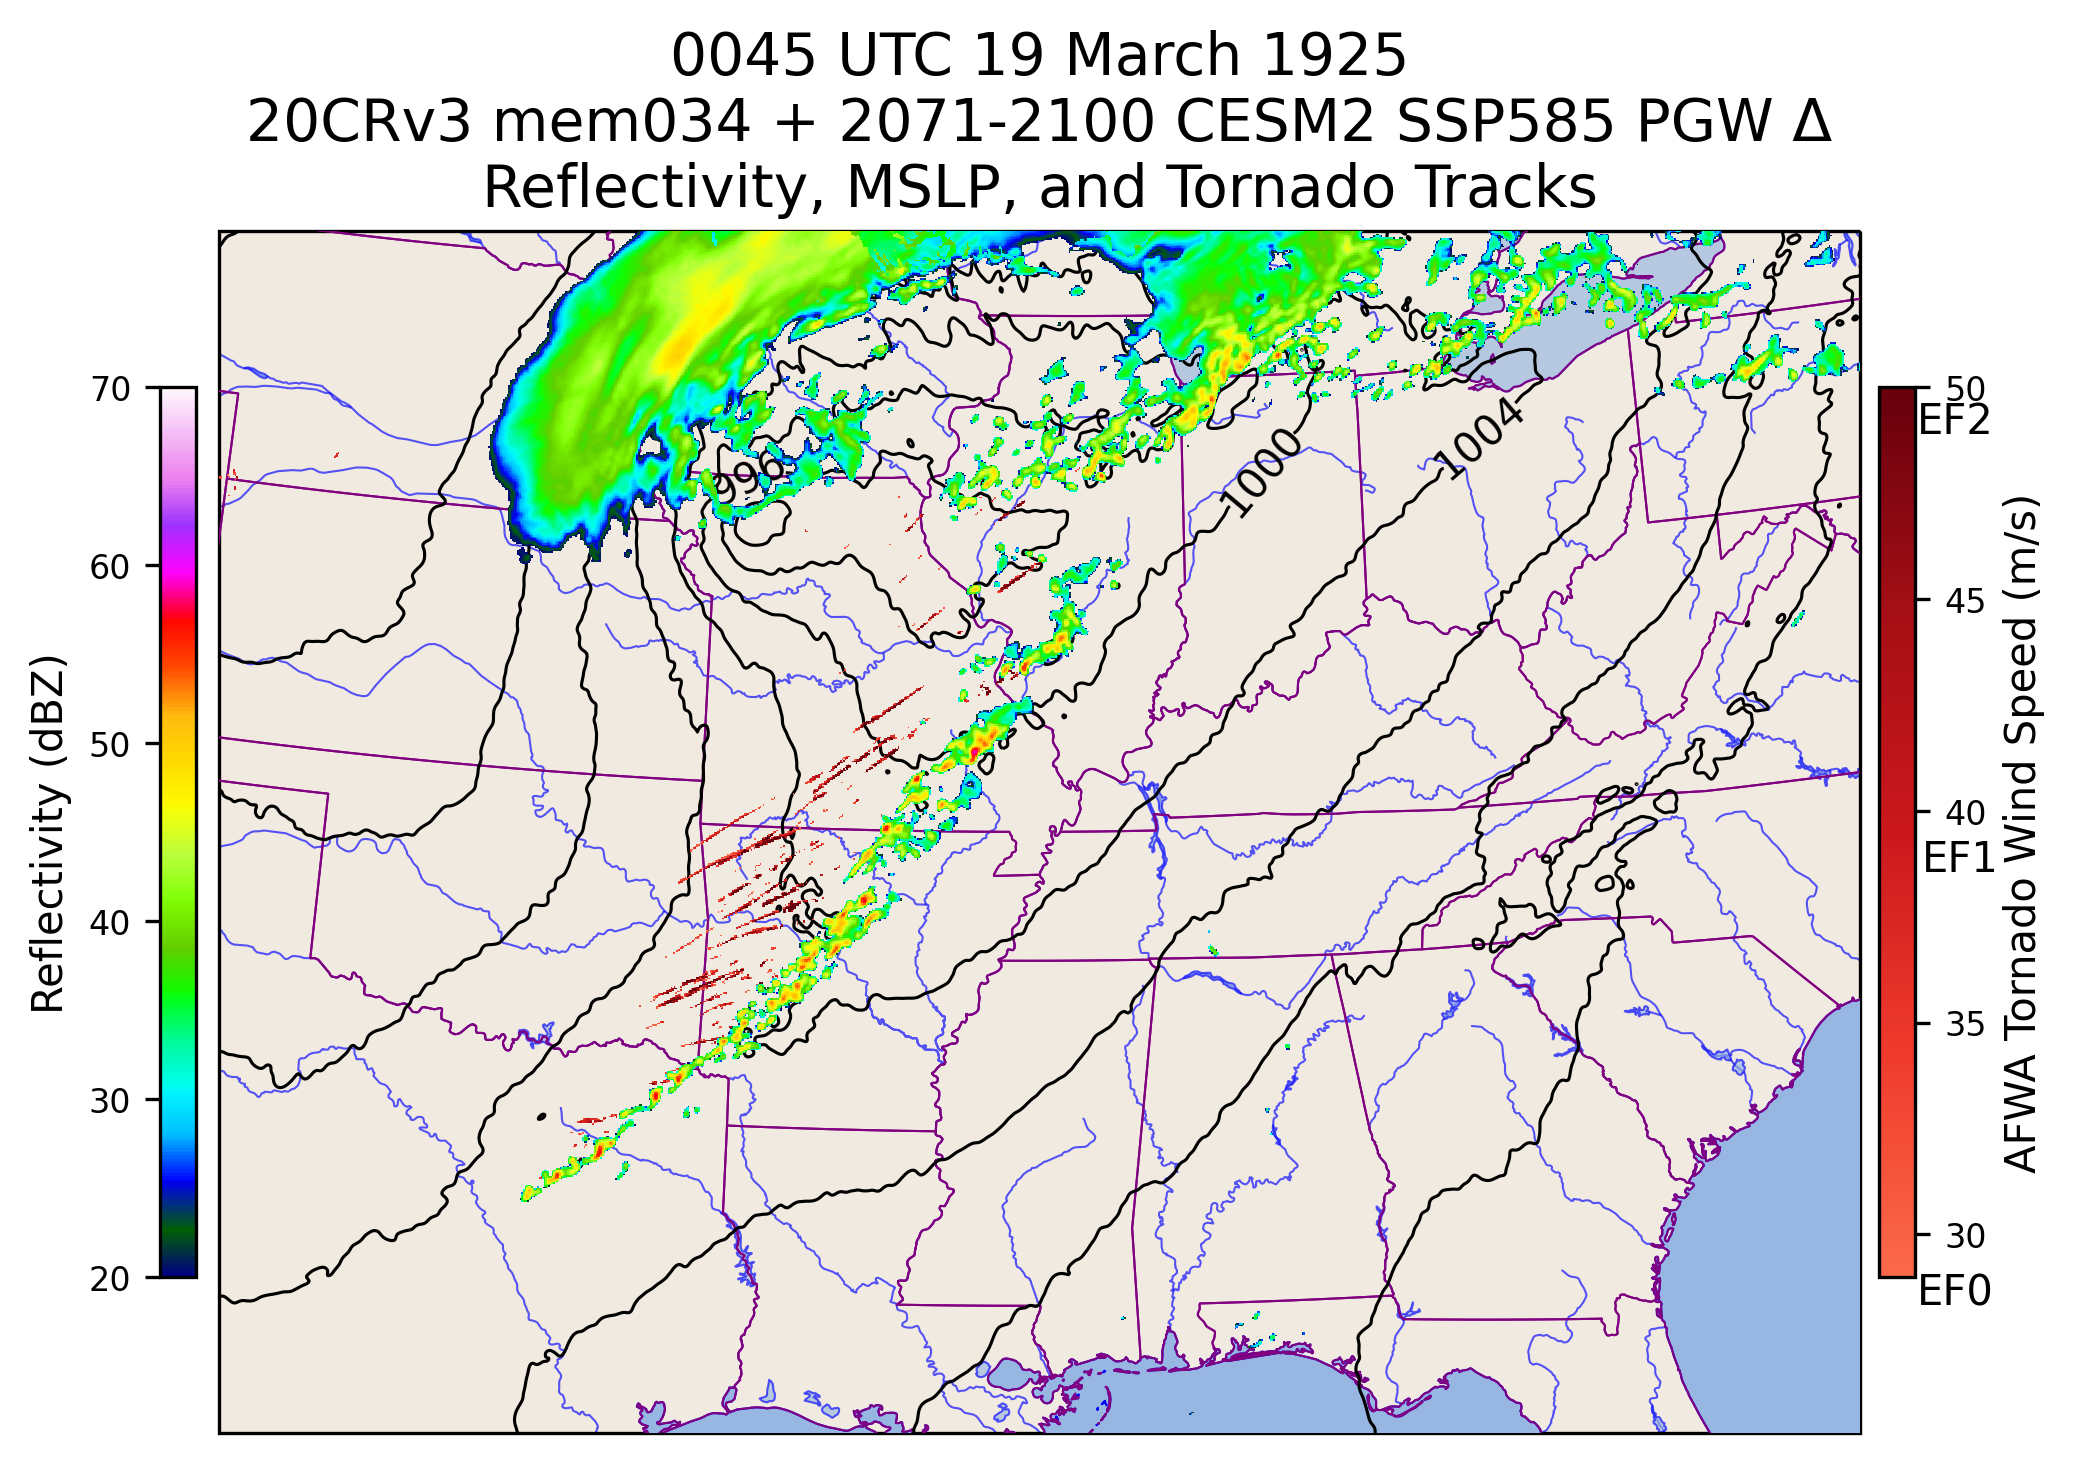 0045 UTC 19 March 1925
20CRv3 mem034 + 2071-2100 CESM2 SSP585 PGW Δ
Reflectivity, MSLP, and Tornado Tracks
70
60
50
40
30
20
Reflectivity (dBZ)
996
1000
1004
50
EF2
45
40
EF1
35
30
EF0
AFWA Tornado Wind Speed (m/s)